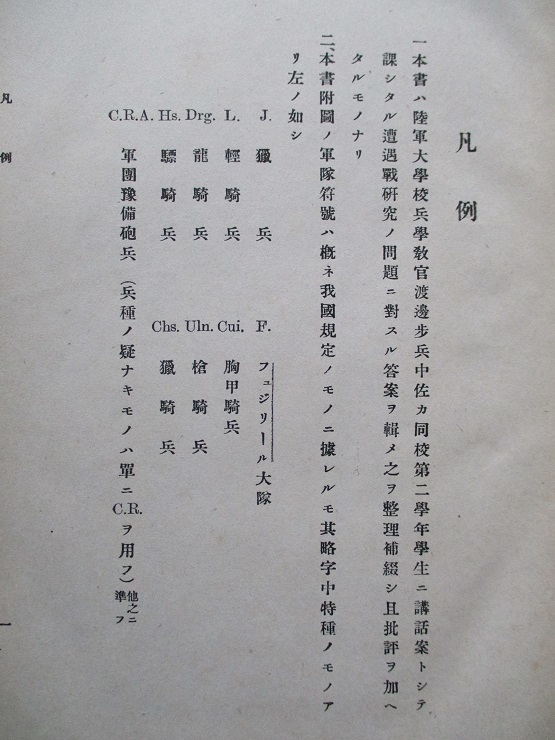 凡例
一本書ハ陸軍大學校兵學敎官渡邊步兵中佐カ同校第二學年學生ニ講話案トシテ
課シタル遭遇戰硏究ノ問題ニ對スル答案ヲ輯メ之ヲ整理補綴シ且批評ヲ加ヘ
タルモノナリ
二、本書附圖ノ軍隊符號ハ槪ネ我國規定ノモノニ據レルモ其略字中特種ノモノア
リ左ノ如シ
J. 獵兵 F. フュジリール大隊
L. 輕騎兵 Cui. 胸甲騎兵
Drg. 龍騎兵 Uln. 槍騎兵
Hs. 驃騎兵 Chs. 獵騎兵
C.R.A. 軍團豫備砲兵(兵種ノ疑ナキモノハ單ニC.R.ヲ用フ)他之ニ準フ
凡例
一